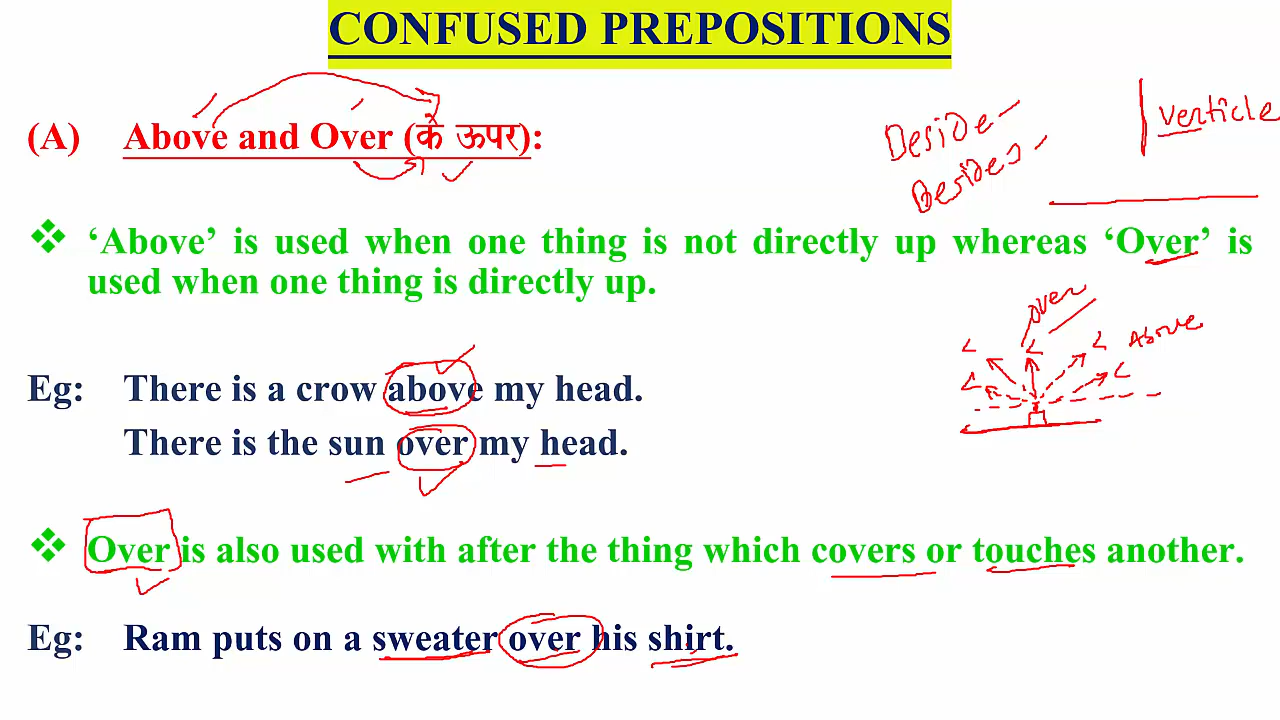 CONFUSED PREPOSITIONS
(A) Above and Over (के ऊपर):
Deside
Besides
verticle
❖ ‘Above’ is used when one thing is not directly up whereas ‘Over’ is
used when one thing is directly up.
over
Above
Eg: There is a crow above my head.
There is the sun over my head.
❖ Over is also used with after the thing which covers or touches another.
Eg: Ram puts on a sweater over his shirt.